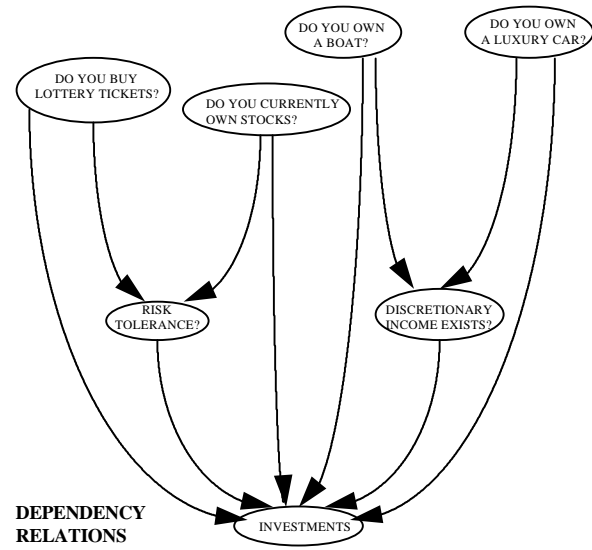 DO YOU OWN
A BOAT?
DO YOU OWN
A LUXURY CAR?
DO YOU BUY
LOTTERY TICKETS?
DO YOU CURRENTLY
OWN STOCKS?
RISK
TOLERANCE?
DISCRETIONARY
INCOME EXISTS?
DEPENDENCY
RELATIONS
INVESTMENTS